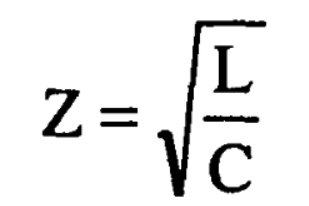 Z = √(L/C)